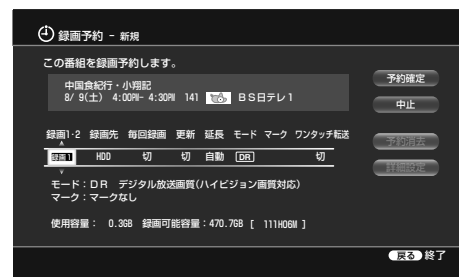 録画予約 - 新規
この番組を録画予約します。
中国食紀行・小翔記
8/ 9(土) 4:00PM- 4:30PM 141 BS日テレ1
予約確定
中止
録画1・2 録画先 毎回録画 更新 延長 モード マーク ワンタッチ転送
予約消去
録画1 HDD 切 切 自動 DR 切
詳細設定
モード：DR デジタル放送画質(ハイビジョン画質対応)
マーク：マークなし
使用容量： 0.3GB 録画可能容量：470.7GB [ 111H06M ]
戻る 終了